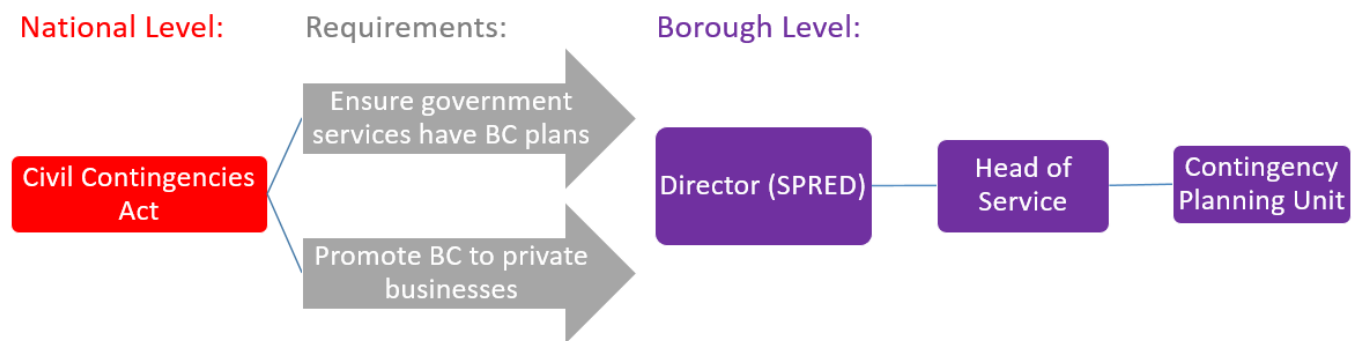 National Level:
Requirements:
Borough Level:
Civil Contingencies
Act
Ensure government
services have BC plans
Promote BC to private
businesses
Director (SPRED)
Head of
Service
Contingency
Planning Unit